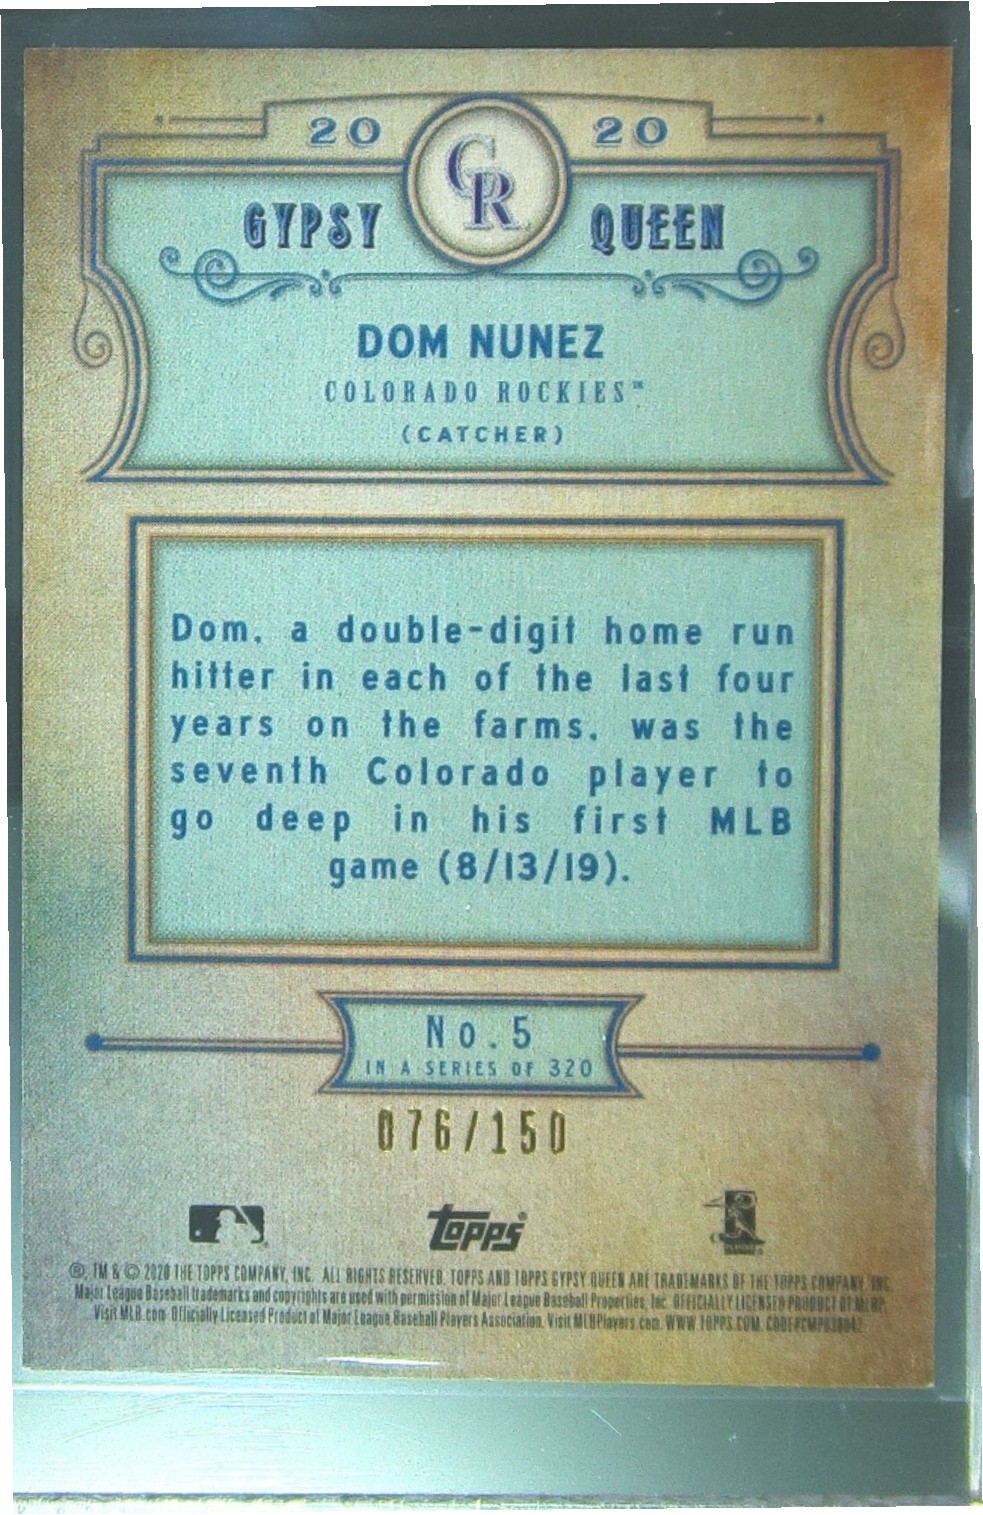 20 20
CR
GYPSY QUEEN
DOM NUNEZ
COLORADO ROCKIES™
(CATCHER)
Dom, a double-digit home run
hitter in each of the last four
years on the farms, was the
seventh Colorado player to
go deep in his first MLB
game (8/13/19).
No. 5
IN A SERIES OF 320
076/150
topps®
®, TM & © 2020 THE TOPPS COMPANY, INC. ALL RIGHTS RESERVED. TOPPS AND TOPPS GYPSY QUEEN ARE TRADEMARKS OF THE TOPPS COMPANY, INC.
Major League Baseball trademarks and copyrights are used with permission of Major League Baseball Properties, Inc. OFFICIALLY LICENSED PRODUCT OF MLBP.
Visit MLB.com Officially Licensed Product of Major League Baseball Players Association. Visit MLBPlayers.com. WWW.TOPPS.COM.